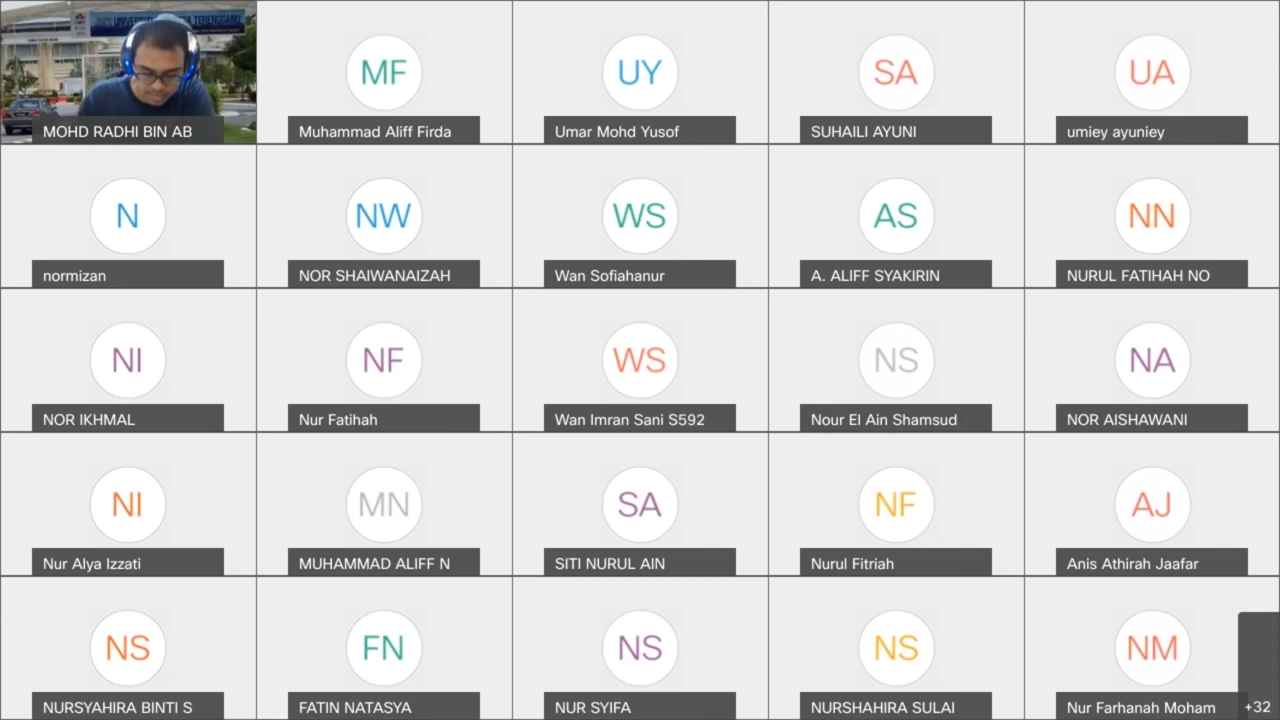 UNIVERSITI
TERENGGANU
MOHD RADHI BIN AB
MF
Muhammad Aliff Firda
UY
Umar Mohd Yusof
SA
SUHAILI AYUNI
UA
umiey ayuniey
N
normizan
NW
NOR SHAIWANAIZAH
WS
Wan Sofiahanur
AS
A. ALIFF SYAKIRIN
NN
NURUL FATIHAH NO
NI
NOR IKHMAL
NF
Nur Fatihah
WS
Wan Imran Sani S592
NS
Nour El Ain Shamsud
NA
NOR AISHAWANI
NI
Nur Alya Izzati
MN
MUHAMMAD ALIFF N
SA
SITI NURUL AIN
NF
Nurul Fitriah
AJ
Anis Athirah Jaafar
NS
NURSYAHIRA BINTI S
FN
FATIN NATASYA
NS
NUR SYIFA
NS
NURSHAHIRA SULAI
NM
Nur Farhanah Moham
+32